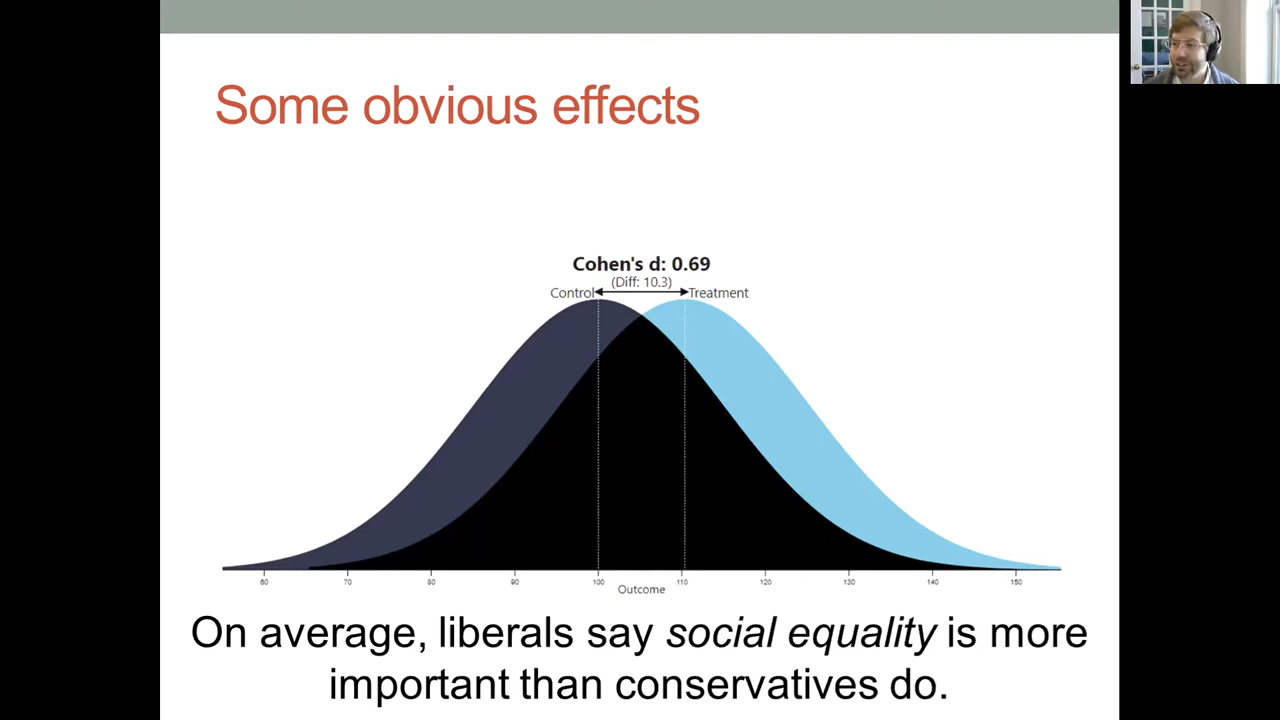 Some obvious effects
Cohen's d: 0.69
(Diff: 10.3)
Control
Treatment
60 70 80 90 100 110 120 130 140 150
Outcome
On average, liberals say social equality is more
important than conservatives do.